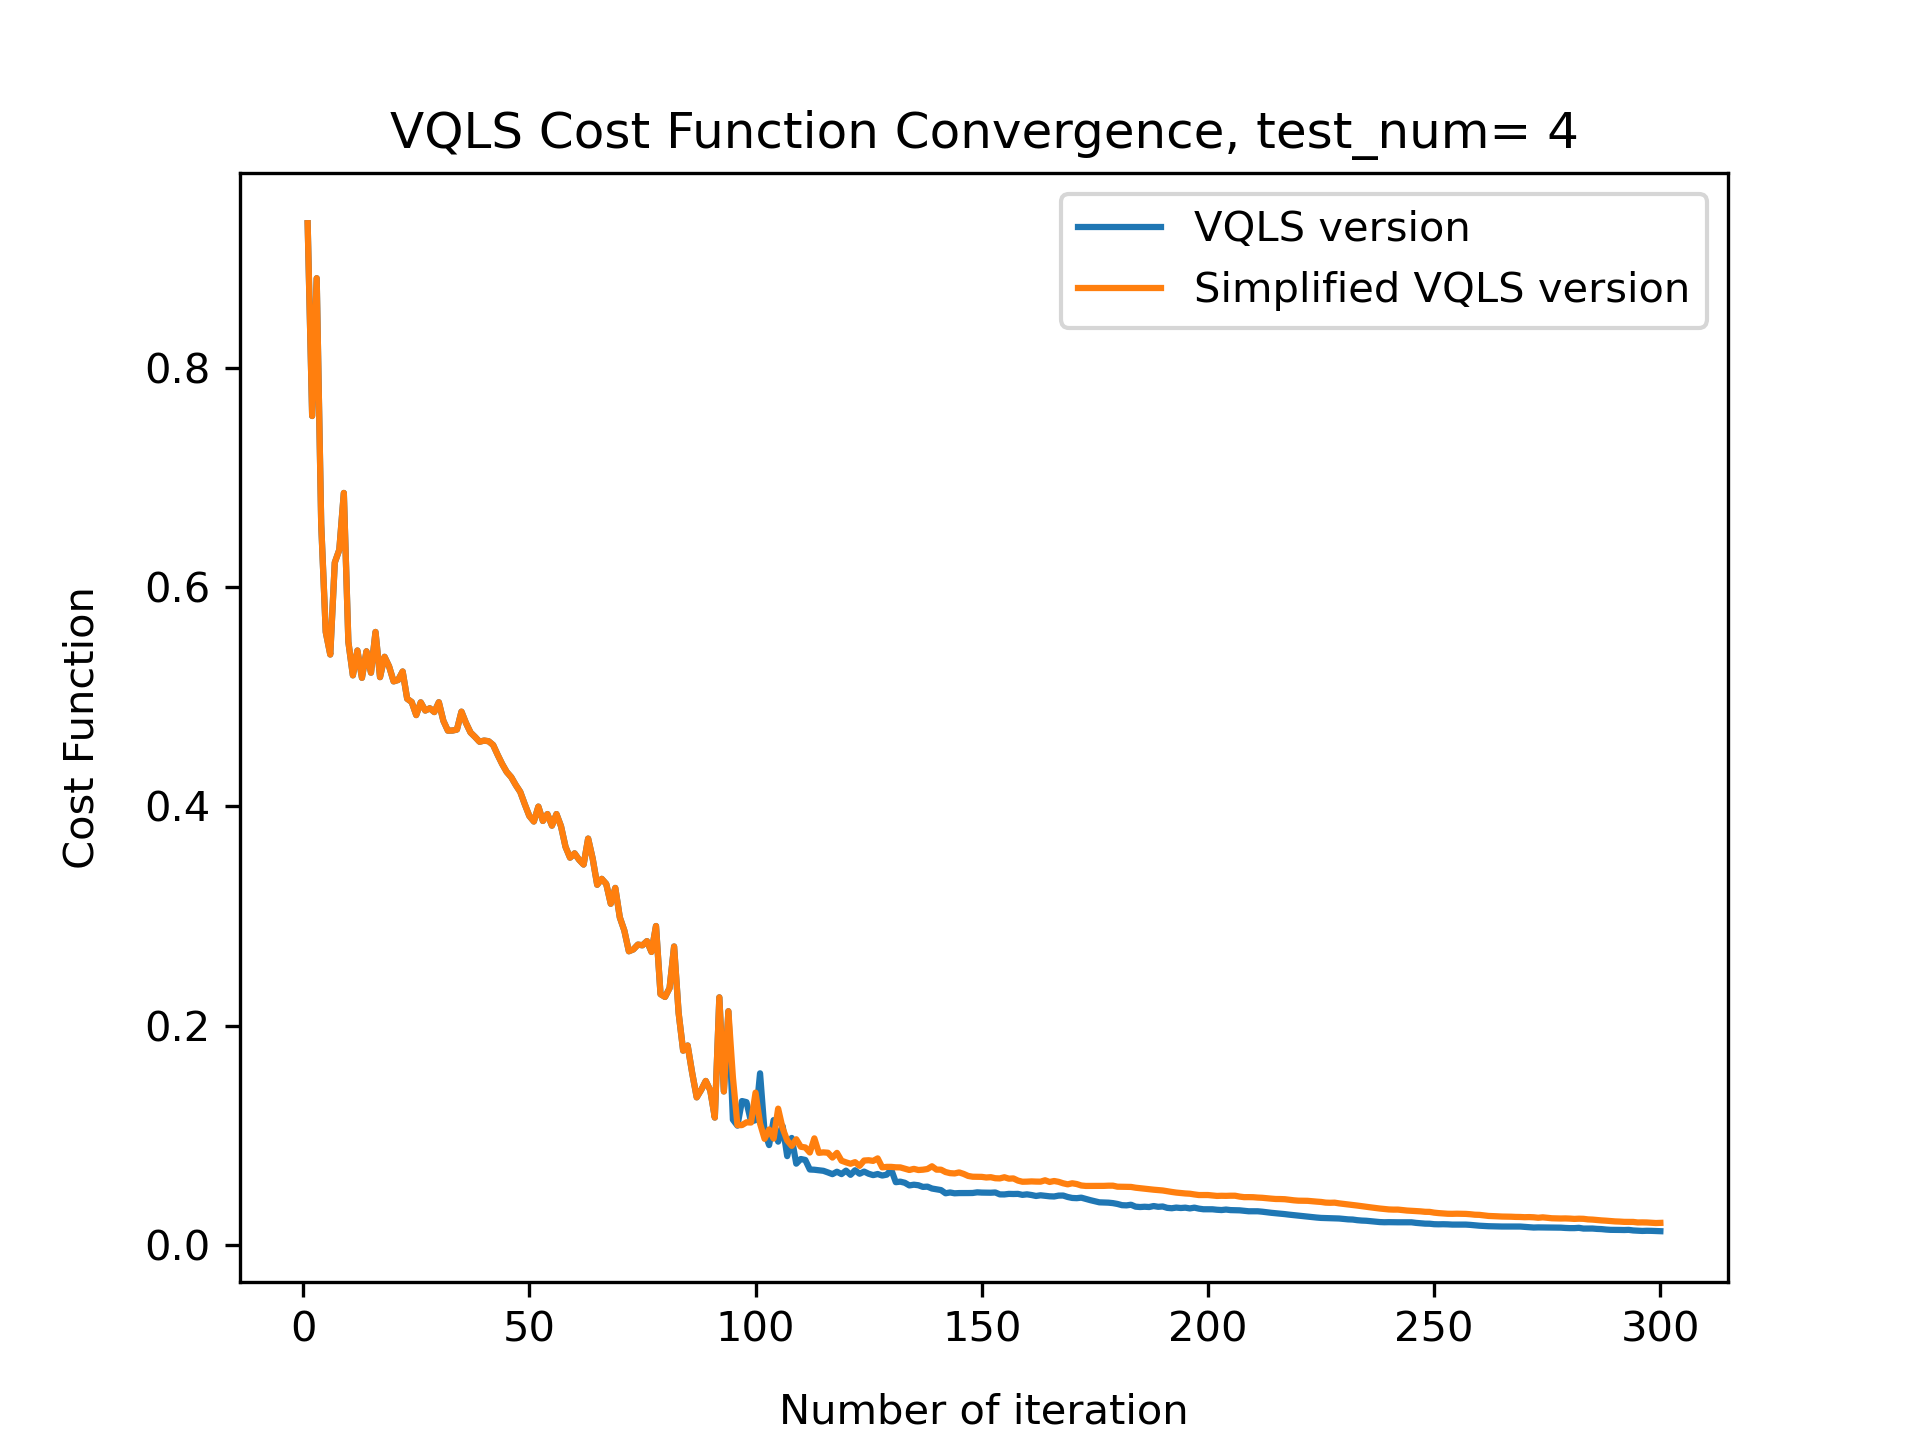 VQLS Cost Function Convergence, test_num= 4
VQLS version
Simplified VQLS version
0.8
0.6
0.4
0.2
0.0
Cost Function
0 50 100 150 200 250 300
Number of iteration